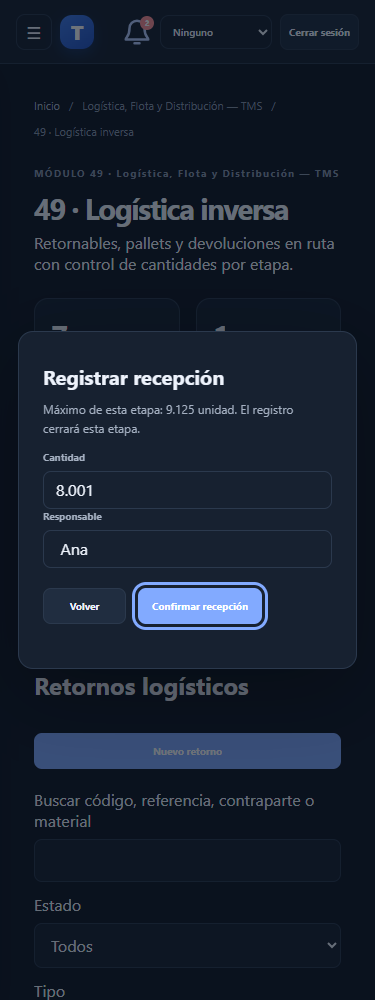 ☰
T
2
Ninguno
Cerrar sesión
Inicio / Logística, Flota y Distribución — TMS /
49 · Logística inversa
MÓDULO 49 · Logística, Flota y Distribución — TMS
49 · Logística inversa
Retornables, pallets y devoluciones en ruta
con control de cantidades por etapa.
Registrar recepción
Máximo de esta etapa: 9.125 unidad. El registro
cerrará esta etapa.
Cantidad
8.001
Responsable
Ana
Volver
Confirmar recepción
Retornos logísticos
Nuevo retorno
Buscar código, referencia, contraparte o
material
Estado
Todos
Tipo